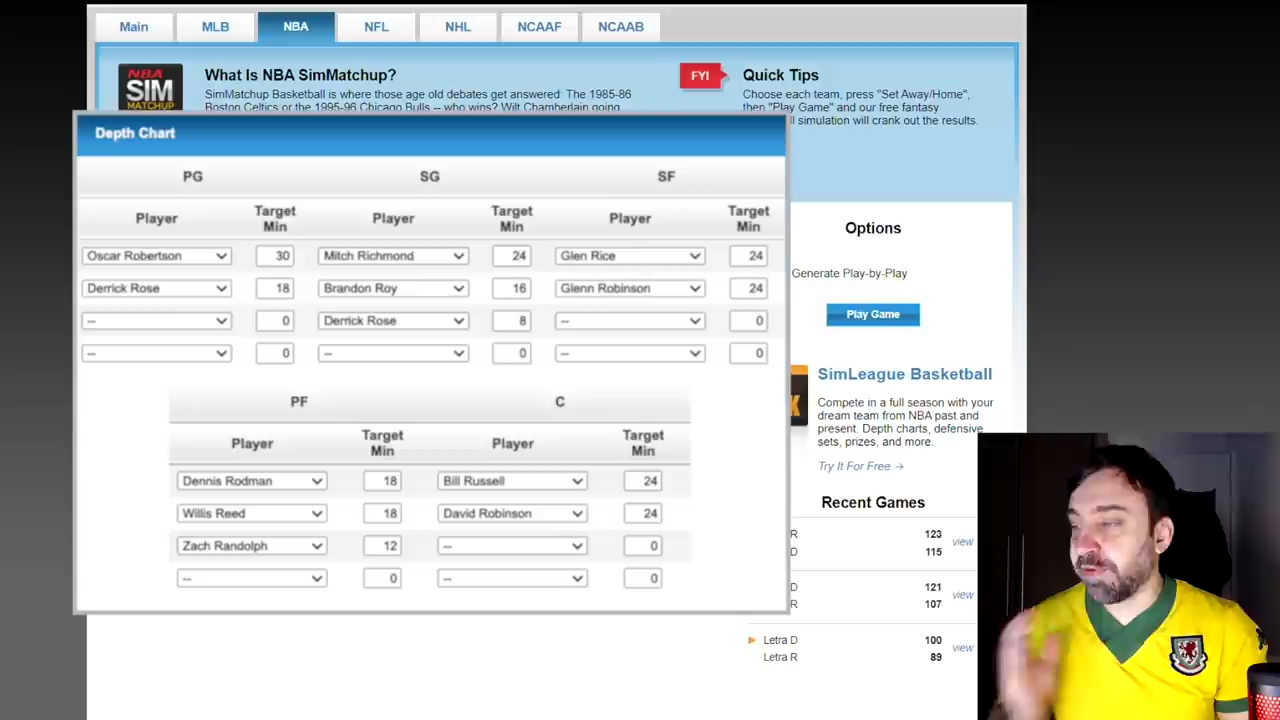 Main MLB NBA NFL NHL NCAAF NCAAB
NBA
SIM
MATCHUP
What Is NBA SimMatchup?
SimMatchup Basketball is where those age old debates get answered: The 1985-86
Boston Celtics or the 1995-96 Chicago Bulls -- who wins? Wilt Chamberlain going
FYI
Quick Tips
Choose each team, press "Set Away/Home",
then "Play Game" and our free fantasy
simulation will crank out the results.
Depth Chart
PG SG SF
Player Target Min Player Target Min Player Target Min
Oscar Robertson 30 Mitch Richmond 24 Glen Rice 24
Derrick Rose 18 Brandon Roy 16 Glenn Robinson 24
-- 0 Derrick Rose 8 -- 0
-- 0 -- 0 -- 0
PF C
Player Target Min Player Target Min
Dennis Rodman 18 Bill Russell 24
Willis Reed 18 David Robinson 24
Zach Randolph 12 -- 0
-- 0 -- 0
Options
Generate Play-by-Play
Play Game
SimLeague Basketball
Compete in a full season with your
dream team from NBA past and
present. Depth charts, defensive
sets, prizes, and more.
Try It For Free →
Recent Games
R 123
D 115
view
D 121
R 107
view
Letra D 100
Letra R 89
view